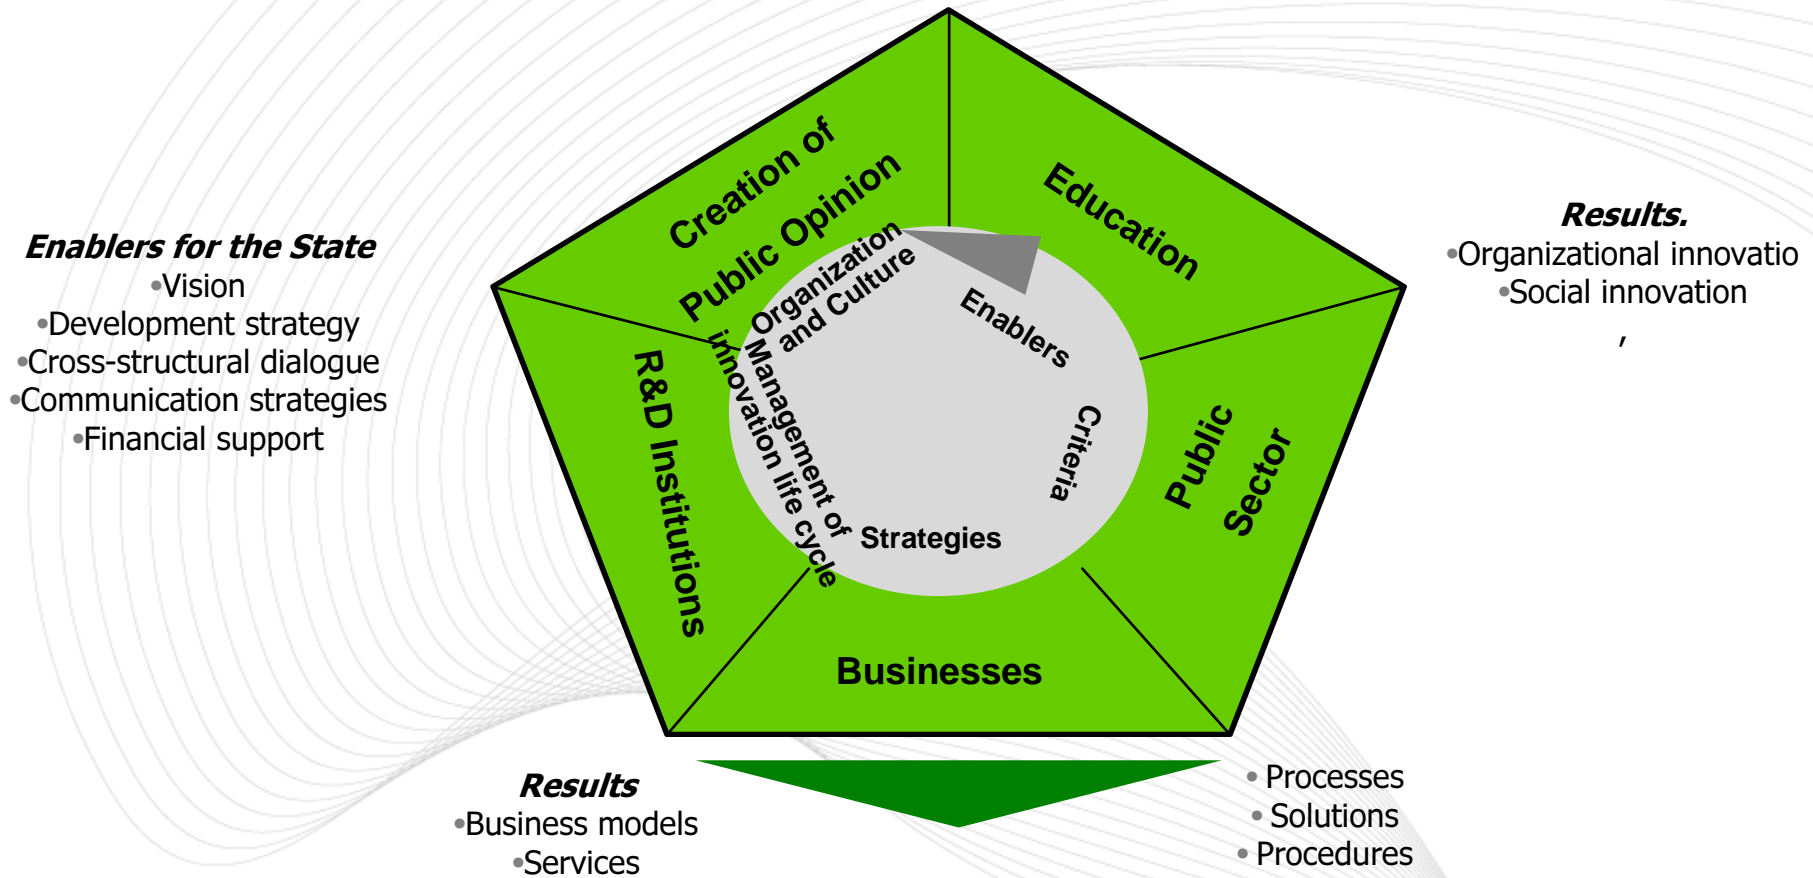 Creation of
Public Opinion
Education
Enablers for the State
•Vision
•Development strategy
•Cross-structural dialogue
•Communication strategies
•Financial support
Results.
•Organizational innovatio
•Social innovation
,
Organization
and Culture
Enablers
Criteria
Strategies
Management of
innovation life cycle
R&D Institutions
Public
Sector
Businesses
Results
•Business models
•Services
• Processes
• Solutions
• Procedures